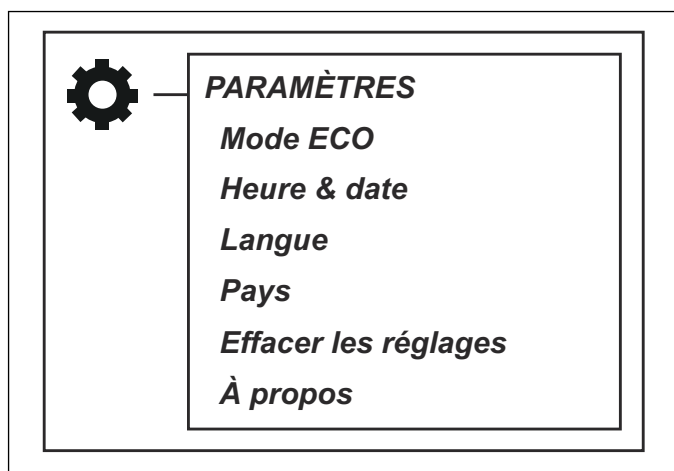 PARAMÈTRES
Mode ECO
Heure & date
Langue
Pays
Effacer les réglages
À propos